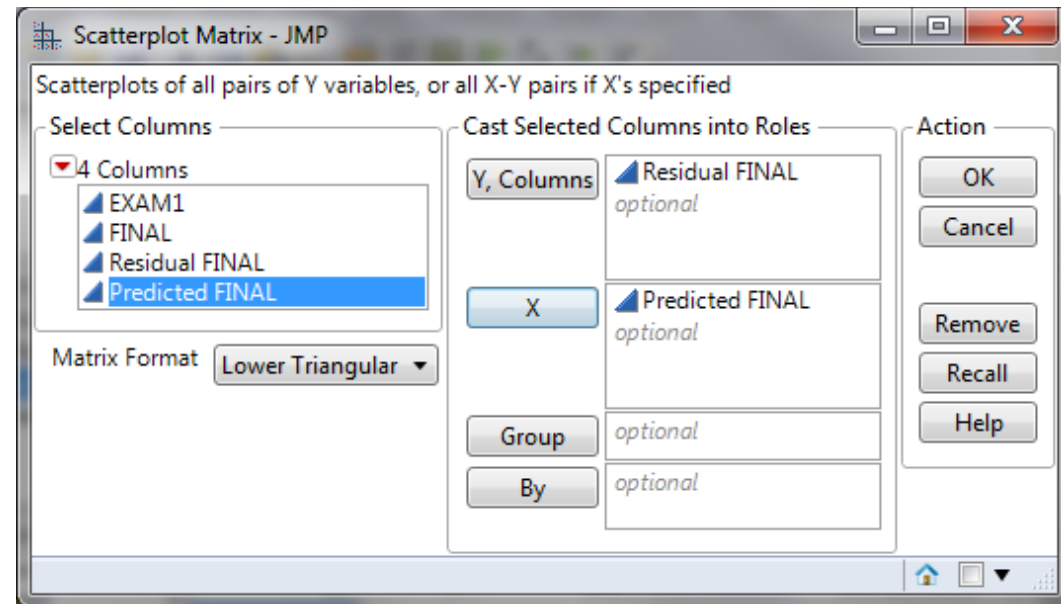 Scatterplot Matrix - JMP
Scatterplots of all pairs of Y variables, or all X-Y pairs if X's specified
Select Columns
4 Columns
EXAM1
FINAL
Residual FINAL
Predicted FINAL
Matrix Format
Lower Triangular
Cast Selected Columns into Roles
Y, Columns
Residual FINAL
optional
X
Predicted FINAL
optional
Group
optional
By
optional
Action
OK
Cancel
Remove
Recall
Help